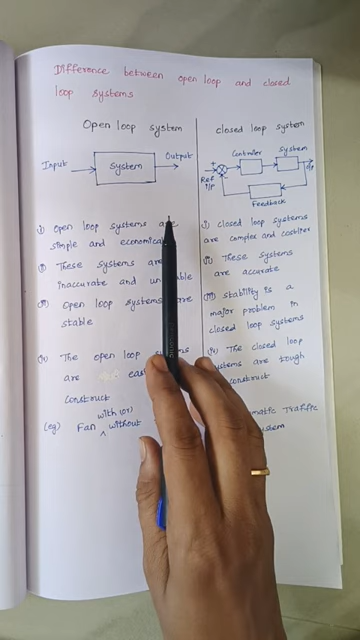 Difference between open loop and closed
loop systems
Open loop system
Input
System
Output
i) Open loop systems are
simple and economical
ii) These systems are
inaccurate and
iii) Open loop systems are
stable
iv) The open loop
are
construct
(eg) Fan with (or)
without
closed loop system
Controller
System
+
-
Ref
i/p
o/p
Feedback
i) closed loop systems
are complex and costlier
ii) These systems
are accurate
iii) stability is a
major problem in
closed loop systems
iv) The closed loop
systems are tough
construct
Traffic